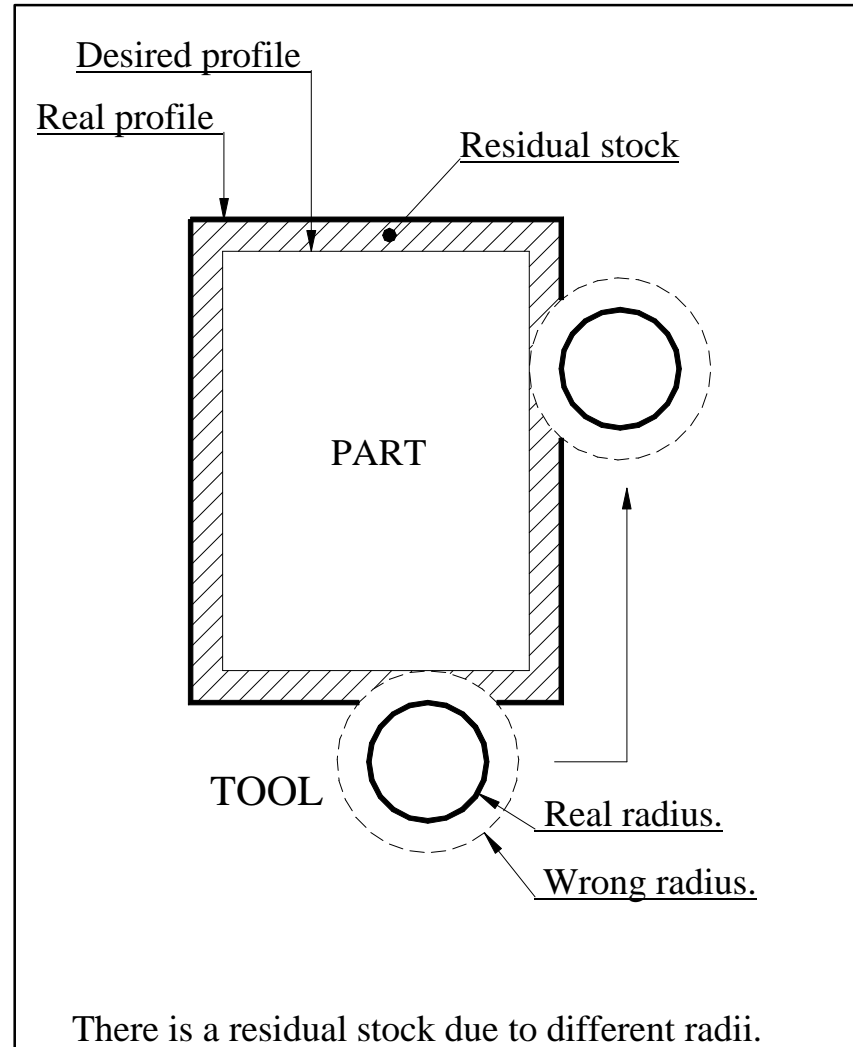 Desired profile
Real profile
Residual stock
PART
TOOL
Real radius.
Wrong radius.
There is a residual stock due to different radii.